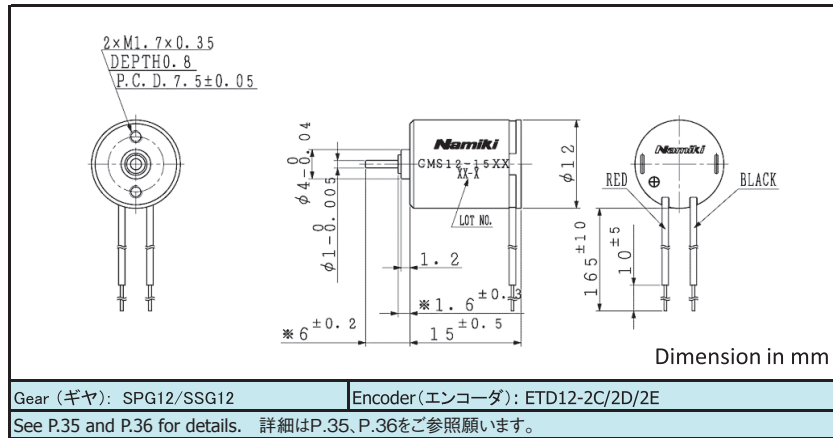 2×M1.7×0.35
DEPTH0.8
P.C.D.7.5±0.05
φ4-0.04 0
φ1-0.005 0
Namiki
CMS12-15XX
XX-X
LOT NO.
φ12
1.2
※1.6±0.3
※6±0.2
15±0.5
Namiki
RED
BLACK
165±10
10±5
Dimension in mm
Gear (ギヤ): SPG12/SSG12
Encoder(エンコーダ): ETD12-2C/2D/2E
See P.35 and P.36 for details. 詳細はP.35、P.36をご参照願います。